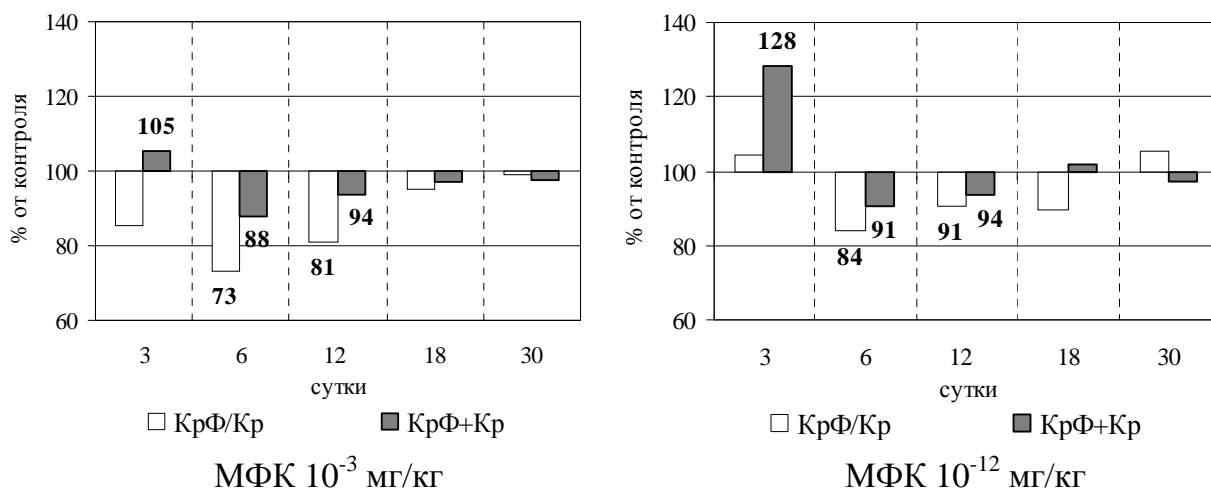 140
120
100
80
60
% от контроля
105
73
88
81
94
3 6 12 18 30
сутки
КрФ/Кр КрФ+Кр
МФК 10⁻³ мг/кг
140
120
100
80
60
% от контроля
128
84
91
91
94
3 6 12 18 30
сутки
КрФ/Кр КрФ+Кр
МФК 10⁻¹² мг/кг